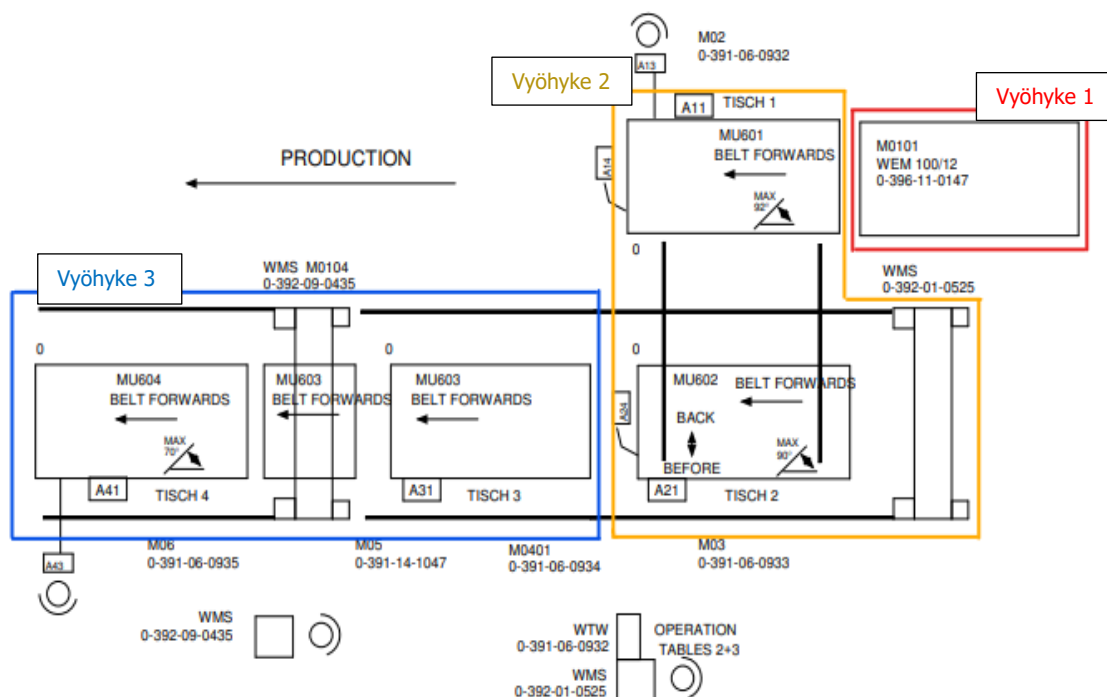 M02
0-391-06-0932
A13
Vyöhyke 2
Vyöhyke 1
A11
TISCH 1
MU601
BELT FORWARDS
M0101
WEM 100/12
0-396-11-0147
PRODUCTION
A14
MAX
92°
0
Vyöhyke 3
WMS M0104
0-392-09-0435
WMS
0-392-01-0525
0
0
0
MU604
BELT FORWARDS
MU603
BELT FORWARDS
MU603
BELT FORWARDS
MU602
BELT FORWARDS
A24
BACK
BEFORE
MAX
70°
MAX
90°
A41
TISCH 4
A31
TISCH 3
A21
TISCH 2
M06
0-391-06-0935
M05
0-391-14-1047
M0401
0-391-06-0934
M03
0-391-06-0933
A43
WMS
0-392-09-0435
WTW
0-391-06-0932
OPERATION
TABLES 2+3
WMS
0-392-01-0525